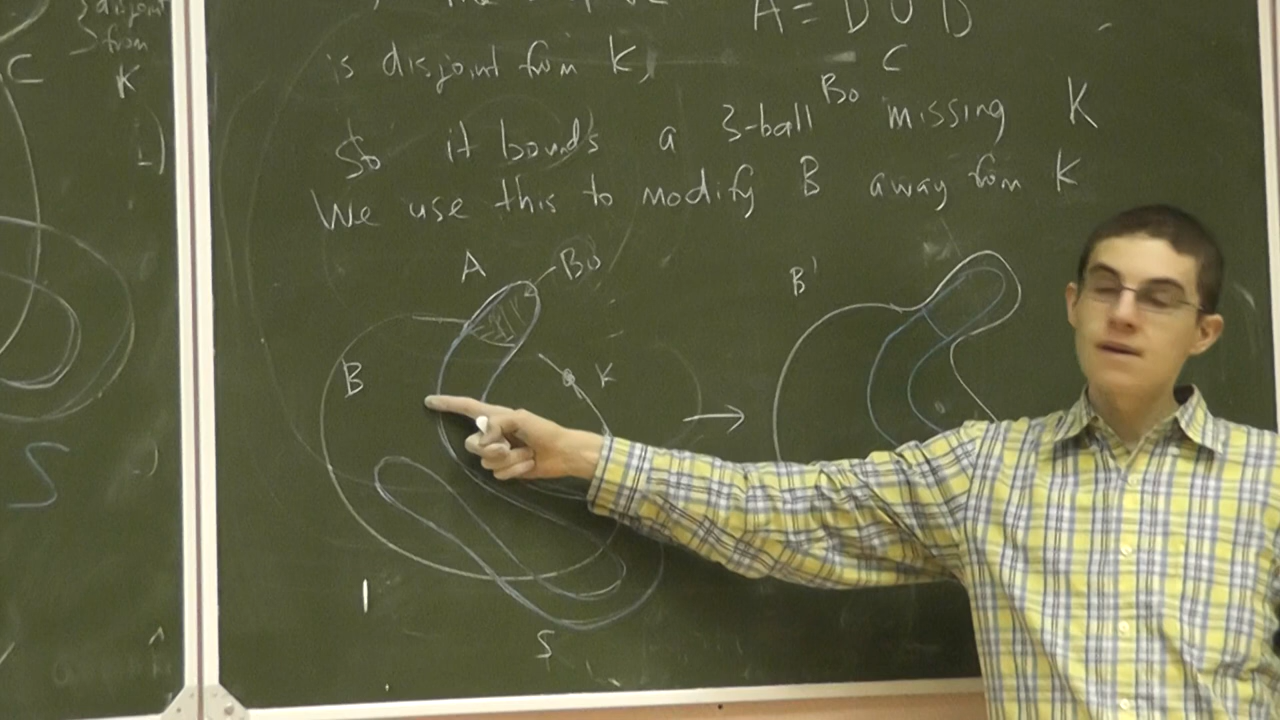 disjoint
from
K
C
A = D ∪ D
C
is disjoint from K,
So it bounds a 3-ball B0 missing K
We use this to modify B away from K
A
B0
B
K
S
B'
S